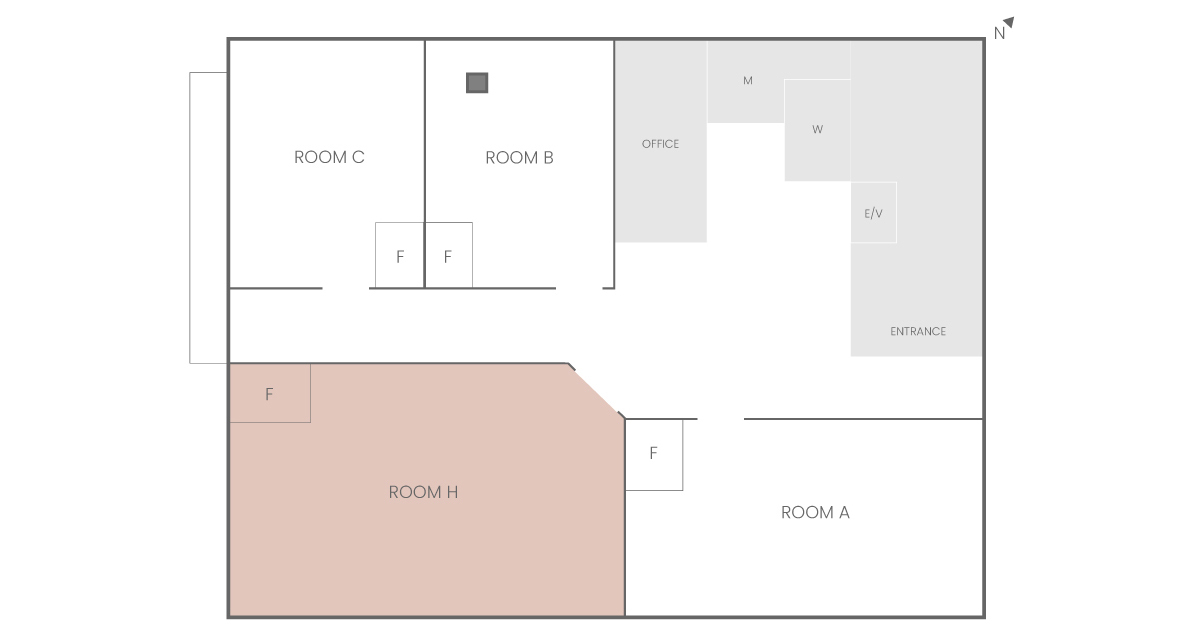 N
M
W
OFFICE
ROOM C
ROOM B
E/V
F
F
ENTRANCE
F
F
ROOM H
ROOM A